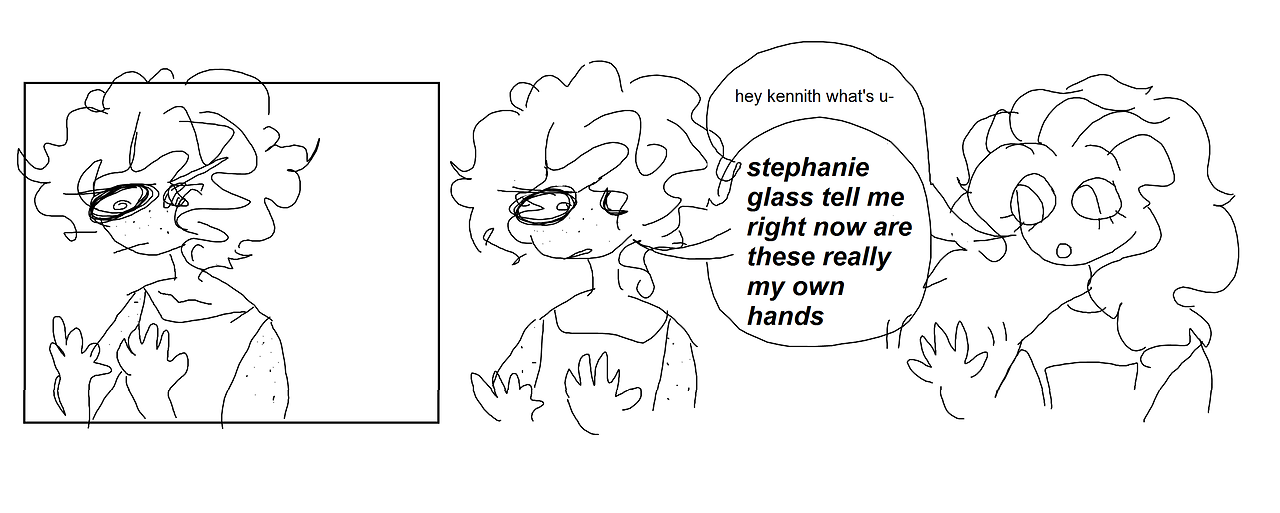 hey kennith what's u-
stephanie
glass tell me
right now are
these really
my own
hands